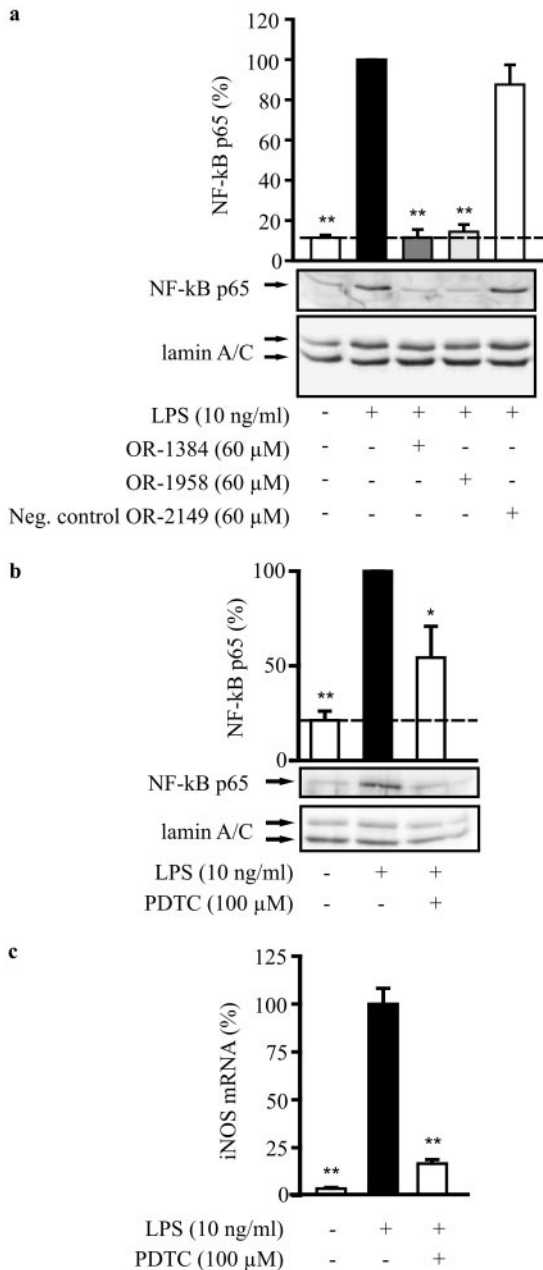 a
120
100
80
60
40
20
0
NF-kB p65 (%)
** ** **
NF-kB p65
lamin A/C
LPS (10 ng/ml) - + + + +
OR-1384 (60 µM) - - + - -
OR-1958 (60 µM) - - - + -
Neg. control OR-2149 (60 µM) - - - - +
b
100
50
0
NF-kB p65 (%)
** *
NF-kB p65
lamin A/C
LPS (10 ng/ml) - + +
PDTC (100 µM) - - +
c
125
100
75
50
25
0
iNOS mRNA (%)
** **
LPS (10 ng/ml) - + +
PDTC (100 µM) - - +